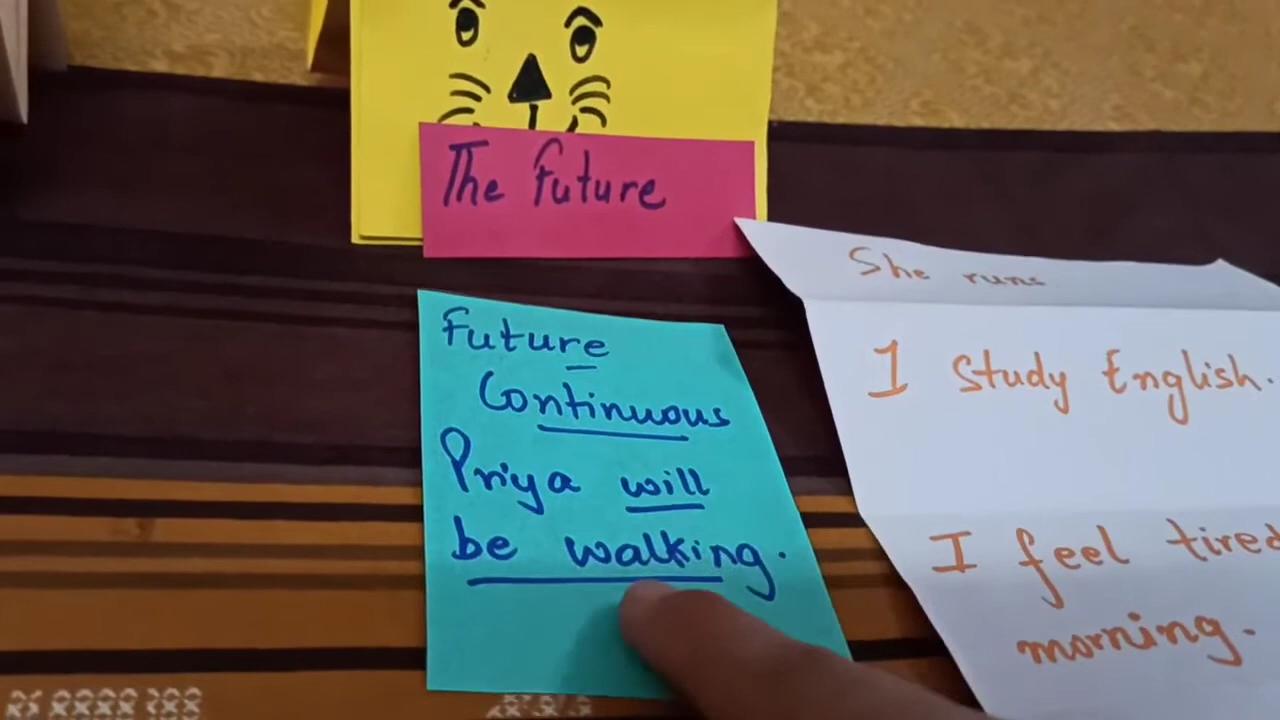 The Future
Future
Continuous
Priya will
be walking.
She runs
I study English.
I feel tired
morning.